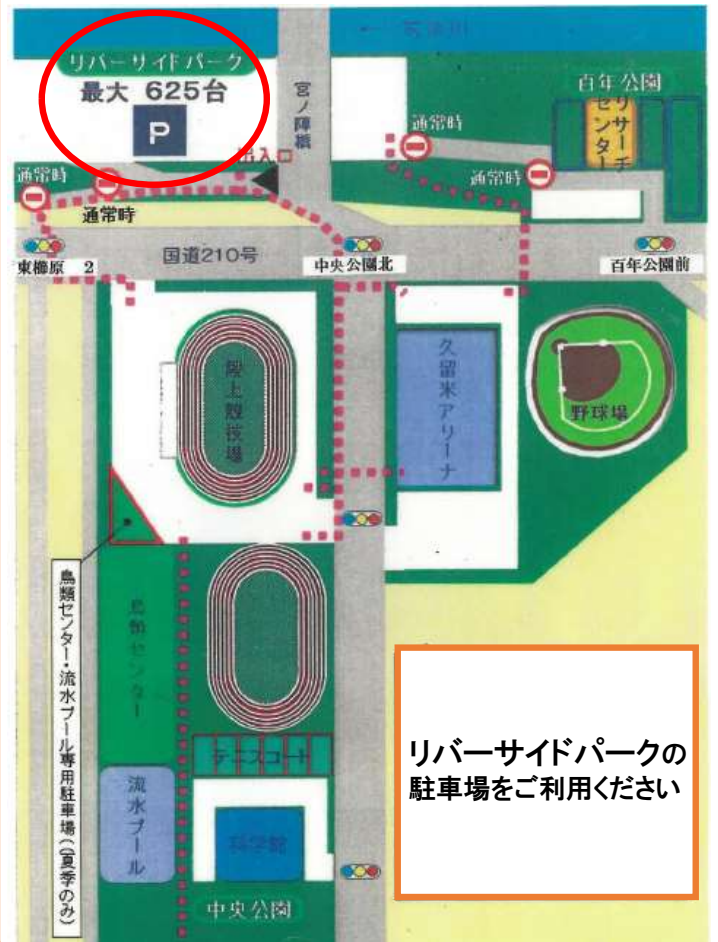 ← 筑後川
リバーサイドパーク
最大 625台
P
宮ノ陣橋
出入口
百年公園
リサーチセンター
通常時
通常時
通常時
通常時
東櫛原 2
国道210号
中央公園北
百年公園前
陸上競技場
久留米アリーナ
野球場
鳥類センター・流水プール専用駐車場(夏季のみ)
鳥類センター
テニスコート
流水プール
科学館
中央公園
リバーサイドパークの
駐車場をご利用ください